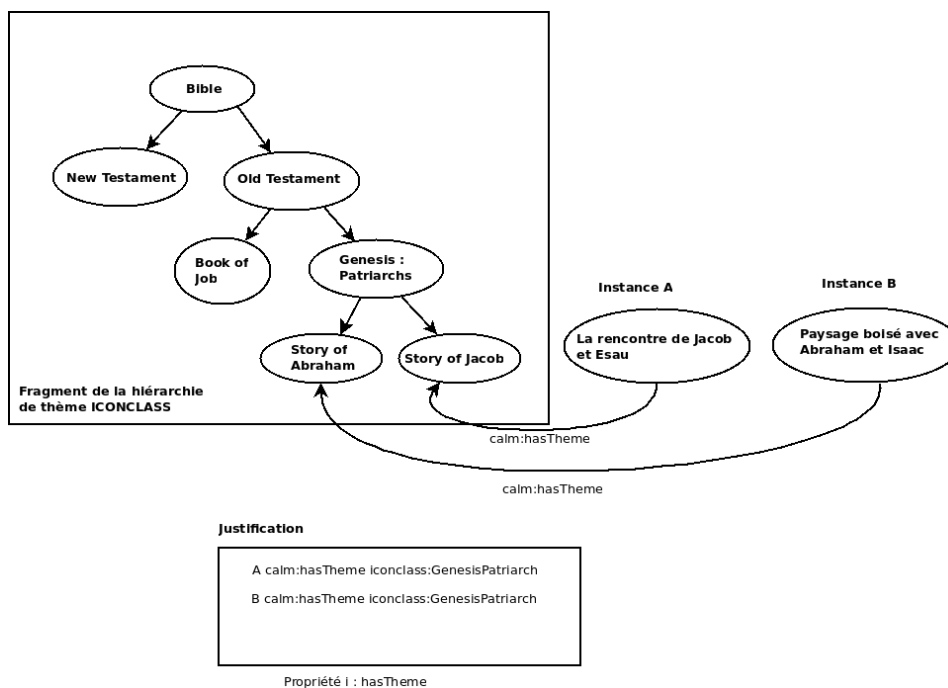 Bible
New Testament
Old Testament
Book of
Job
Genesis :
Patriarchs
Story of
Abraham
Story of Jacob
Fragment de la hiérarchie
de thème ICONCLASS
Instance A
La rencontre de Jacob
et Esau
Instance B
Paysage boisé avec
Abraham et Isaac
calm:hasTheme
calm:hasTheme
Justification
A calm:hasTheme iconclass:GenesisPatriarch
B calm:hasTheme iconclass:GenesisPatriarch
Propriété i : hasTheme